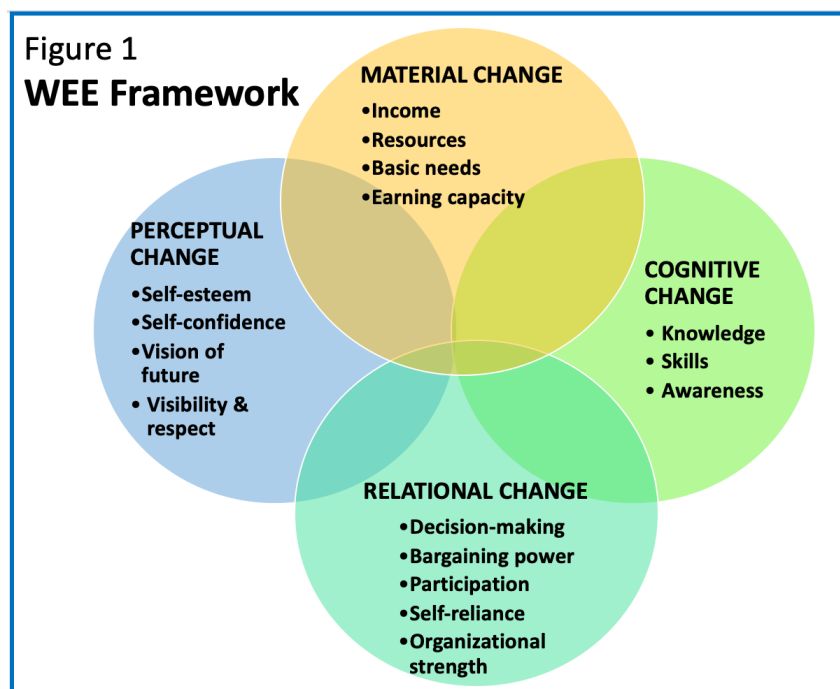 Figure 1
WEE Framework
MATERIAL CHANGE
•Income
•Resources
•Basic needs
•Earning capacity
PERCEPTUAL
CHANGE
•Self-esteem
•Self-confidence
•Vision of
future
• Visibility &
respect
COGNITIVE
CHANGE
• Knowledge
• Skills
• Awareness
RELATIONAL CHANGE
•Decision-making
•Bargaining power
•Participation
•Self-reliance
•Organizational
strength